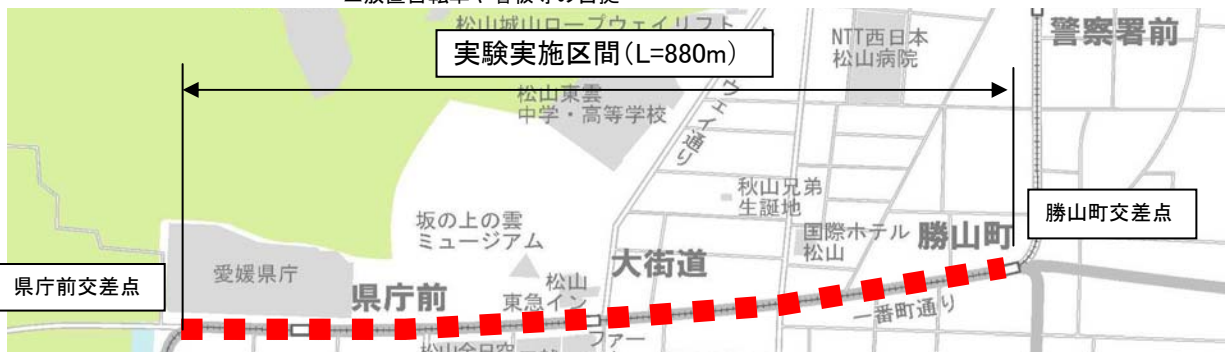 松山城山ロープウェイリフト
実験実施区間（L=880m）
NTT西日本
松山病院
警察署前
松山東雲
中学・高等学校
ウェイ通り
秋山兄弟
生誕地
勝山町交差点
坂の上の雲
ミュージアム
国際ホテル
松山
勝山町
大街道
愛媛県庁
県庁前交差点
県庁前
松山
東急イン
一番町通り
ファー